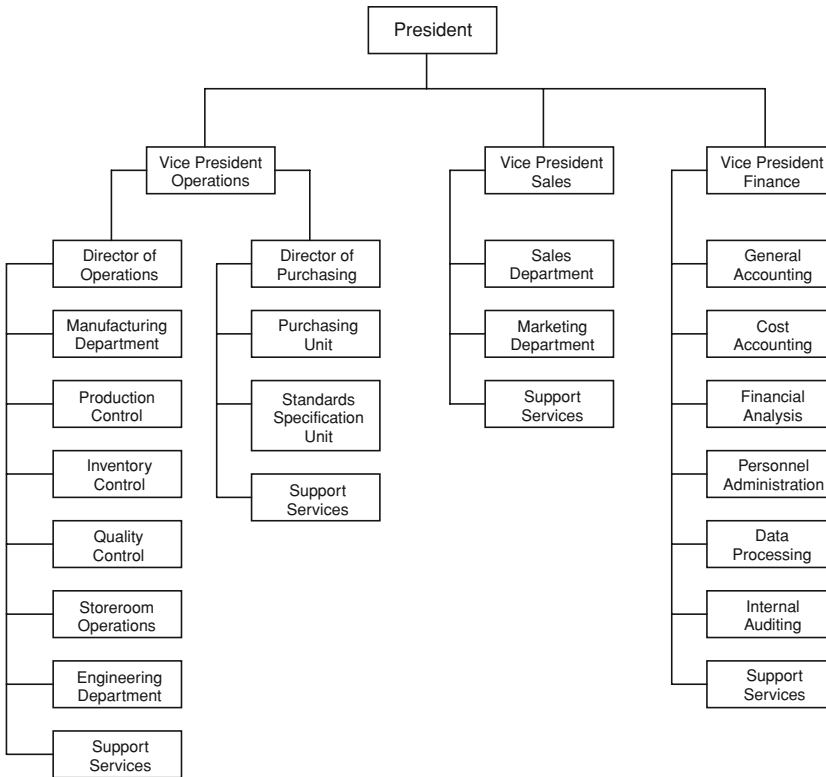 President
Vice President
Operations
Vice President
Sales
Vice President
Finance
Director of
Operations
Director of
Purchasing
Sales
Department
General
Accounting
Manufacturing
Department
Purchasing
Unit
Marketing
Department
Cost
Accounting
Production
Control
Standards
Specification
Unit
Support
Services
Financial
Analysis
Inventory
Control
Support
Services
Personnel
Administration
Quality
Control
Data
Processing
Storeroom
Operations
Internal
Auditing
Engineering
Department
Support
Services
Support
Services